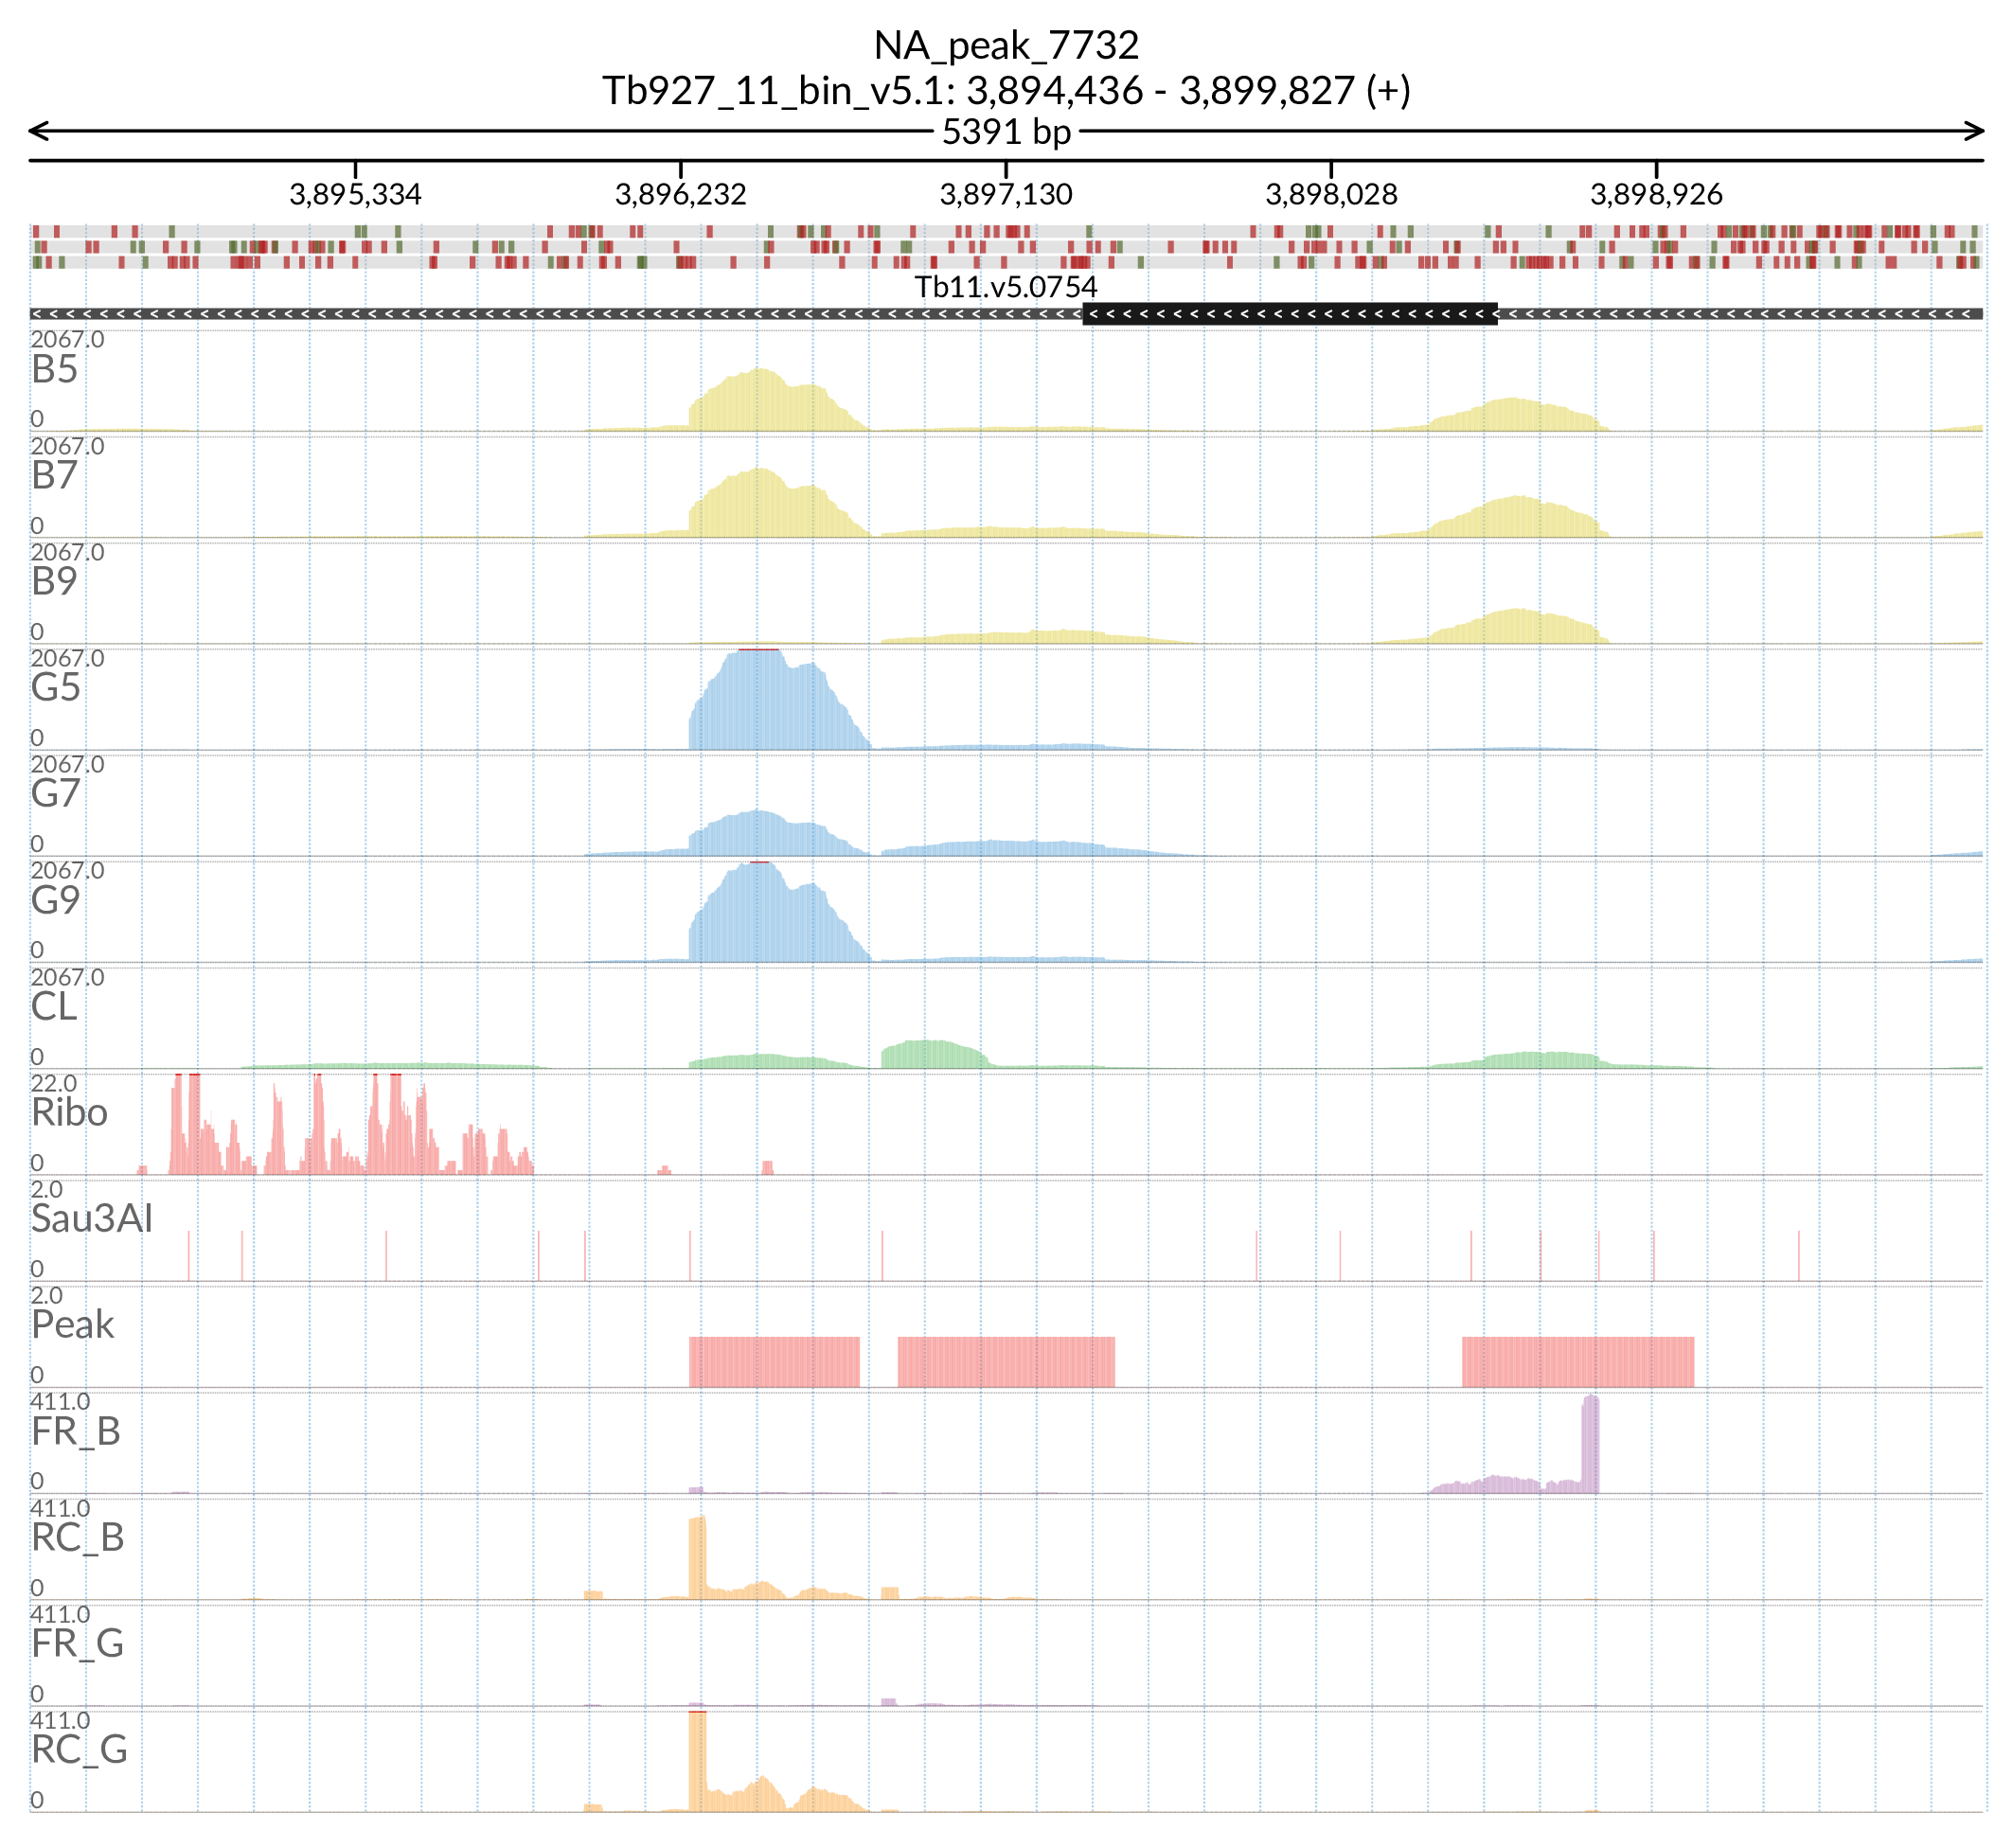 NA_peak_7732
Tb927_11_bin_v5.1: 3,894,436 - 3,899,827 (+)
5391 bp
3,895,334 3,896,232 3,897,130 3,898,028 3,898,926
Tb11.v5.0754
2067.0
B5
0
2067.0
B7
0
2067.0
B9
0
2067.0
G5
0
2067.0
G7
0
2067.0
G9
0
2067.0
CL
0
22.0
Ribo
0
2.0
Sau3AI
0
2.0
Peak
0
411.0
FR_B
0
411.0
RC_B
0
411.0
FR_G
0
411.0
RC_G
0